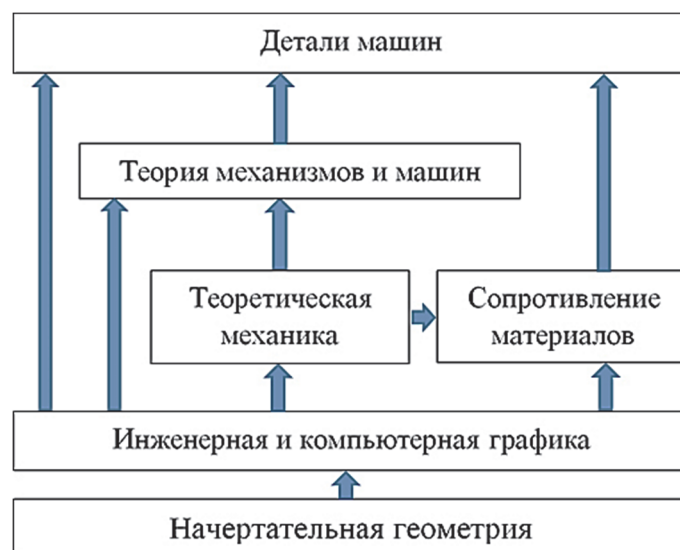 Детали машин
Теория механизмов и машин
Теоретическая
механика
Сопротивление
материалов
Инженерная и компьютерная графика
Начертательная геометрия